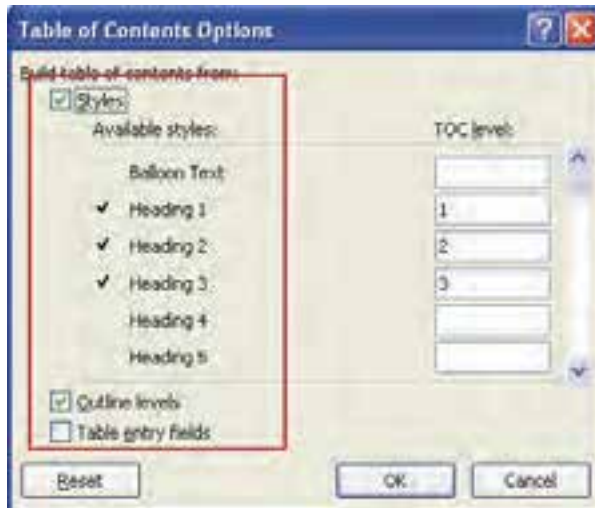 Table of Contents Options
Build table of contents from:
Styles
Available styles: TOC level:
Balloon Text
Heading 1 1
Heading 2 2
Heading 3 3
Heading 4
Heading 5
Outline levels
Table entry fields
Reset OK Cancel